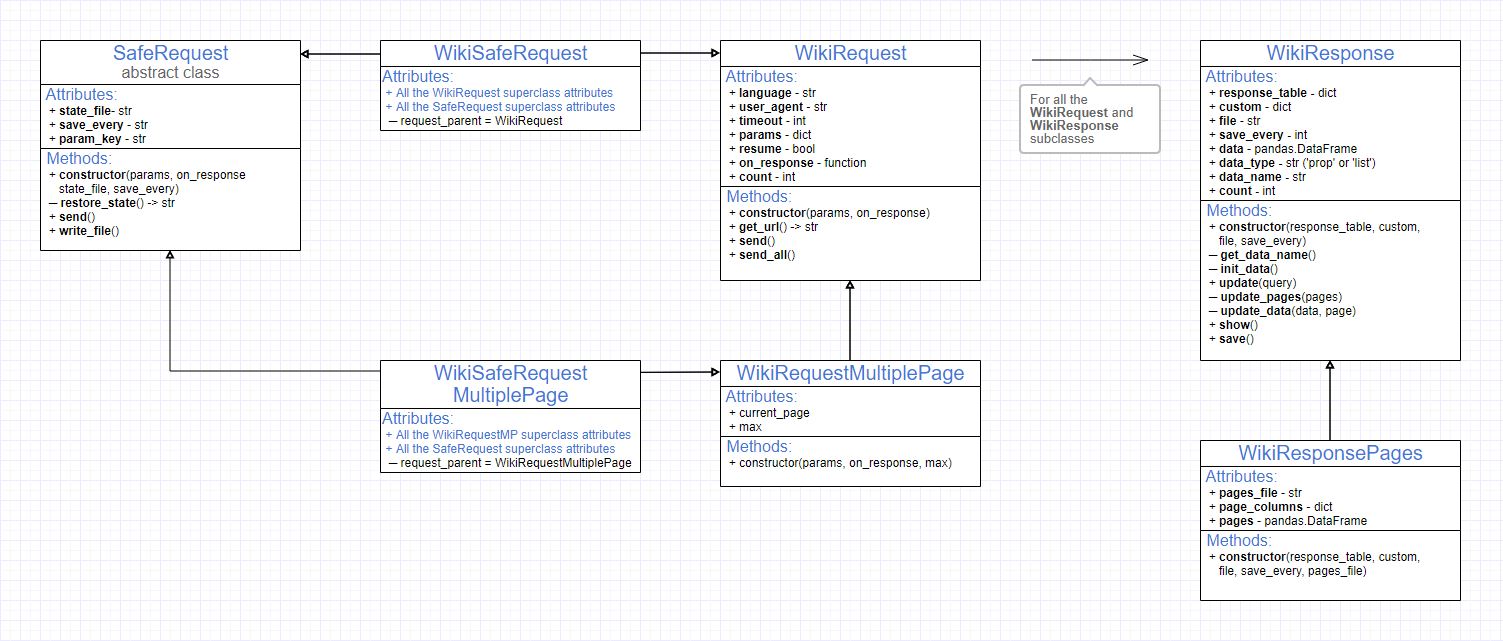 SafeRequest
abstract class
Attributes:
+ state_file- str
+ save_every - str
+ param_key - str
Methods:
+ constructor(params, on_response
state_file, save_every)
— restore_state() -> str
+ send()
+ write_file()
WikiSafeRequest
Attributes:
+ All the WikiRequest superclass attributes
+ All the SafeRequest superclass attributes
— request_parent = WikiRequest
WikiRequest
Attributes:
+ language - str
+ user_agent - str
+ timeout - int
+ params - dict
+ resume - bool
+ on_response - function
+ count - int
Methods:
+ constructor(params, on_response)
+ get_url() -> str
+ send()
+ send_all()
For all the
WikiRequest and
WikiResponse
subclasses
WikiResponse
Attributes:
+ response_table - dict
+ custom - dict
+ file - str
+ save_every - int
+ data - pandas.DataFrame
+ data_type - str ('prop' or 'list')
+ data_name - str
+ count - int
Methods:
+ constructor(response_table, custom,
file, save_every)
— get_data_name()
— init_data()
+ update(query)
— update_pages(pages)
— update_data(data, page)
+ show()
+ save()
WikiSafeRequest
MultiplePage
Attributes:
+ All the WikiRequestMP superclass attributes
+ All the SafeRequest superclass attributes
— request_parent = WikiRequestMultiplePage
WikiRequestMultiplePage
Attributes:
+ current_page
+ max
Methods:
+ constructor(params, on_response, max)
WikiResponsePages
Attributes:
+ pages_file - str
+ page_columns - dict
+ pages - pandas.DataFrame
Methods:
+ constructor(response_table, custom,
file, save_every, pages_file)